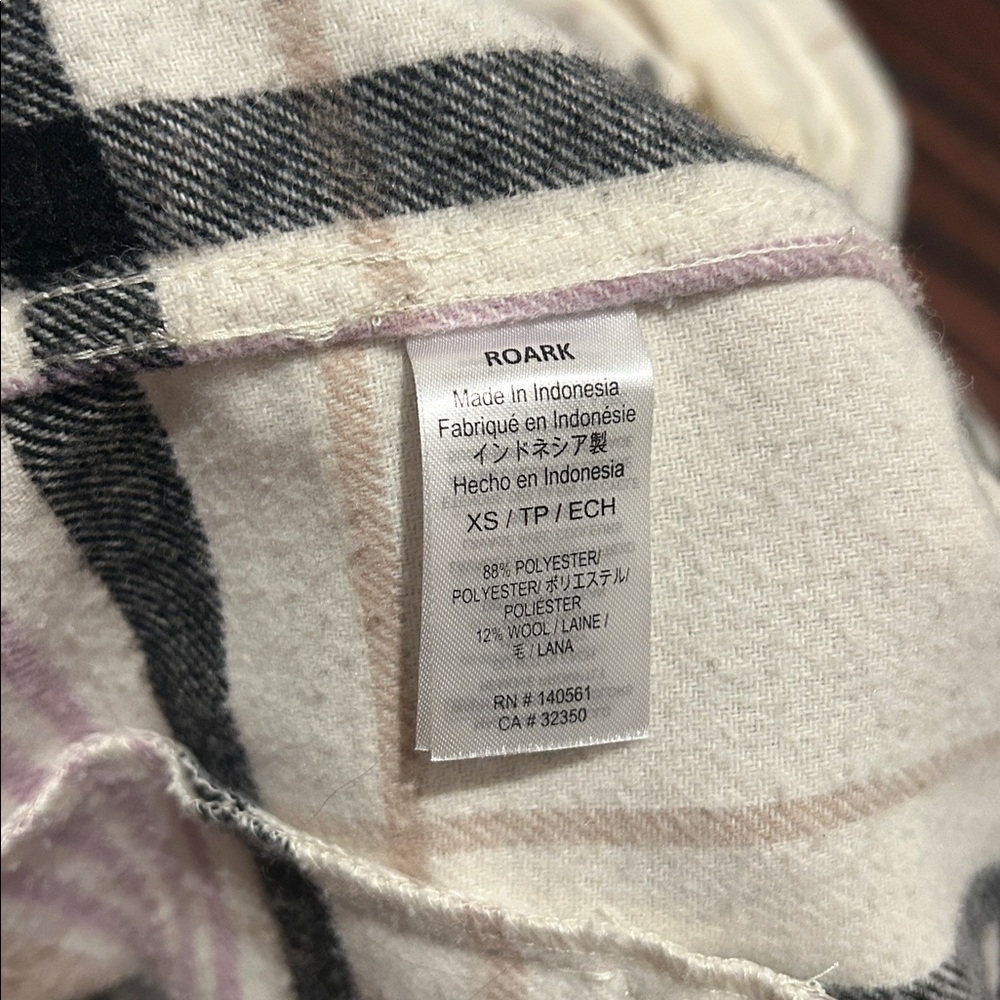 ROARK
Made In Indonesia
Fabriqué en Indonésie
インドネシア製
Hecho en Indonesia
XS / TP / ECH
88% POLYESTER/
POLYESTER/ ポリエステル/
POLIÉSTER
12% WOOL / LAINE /
毛 / LANA
RN # 140561
CA # 32350